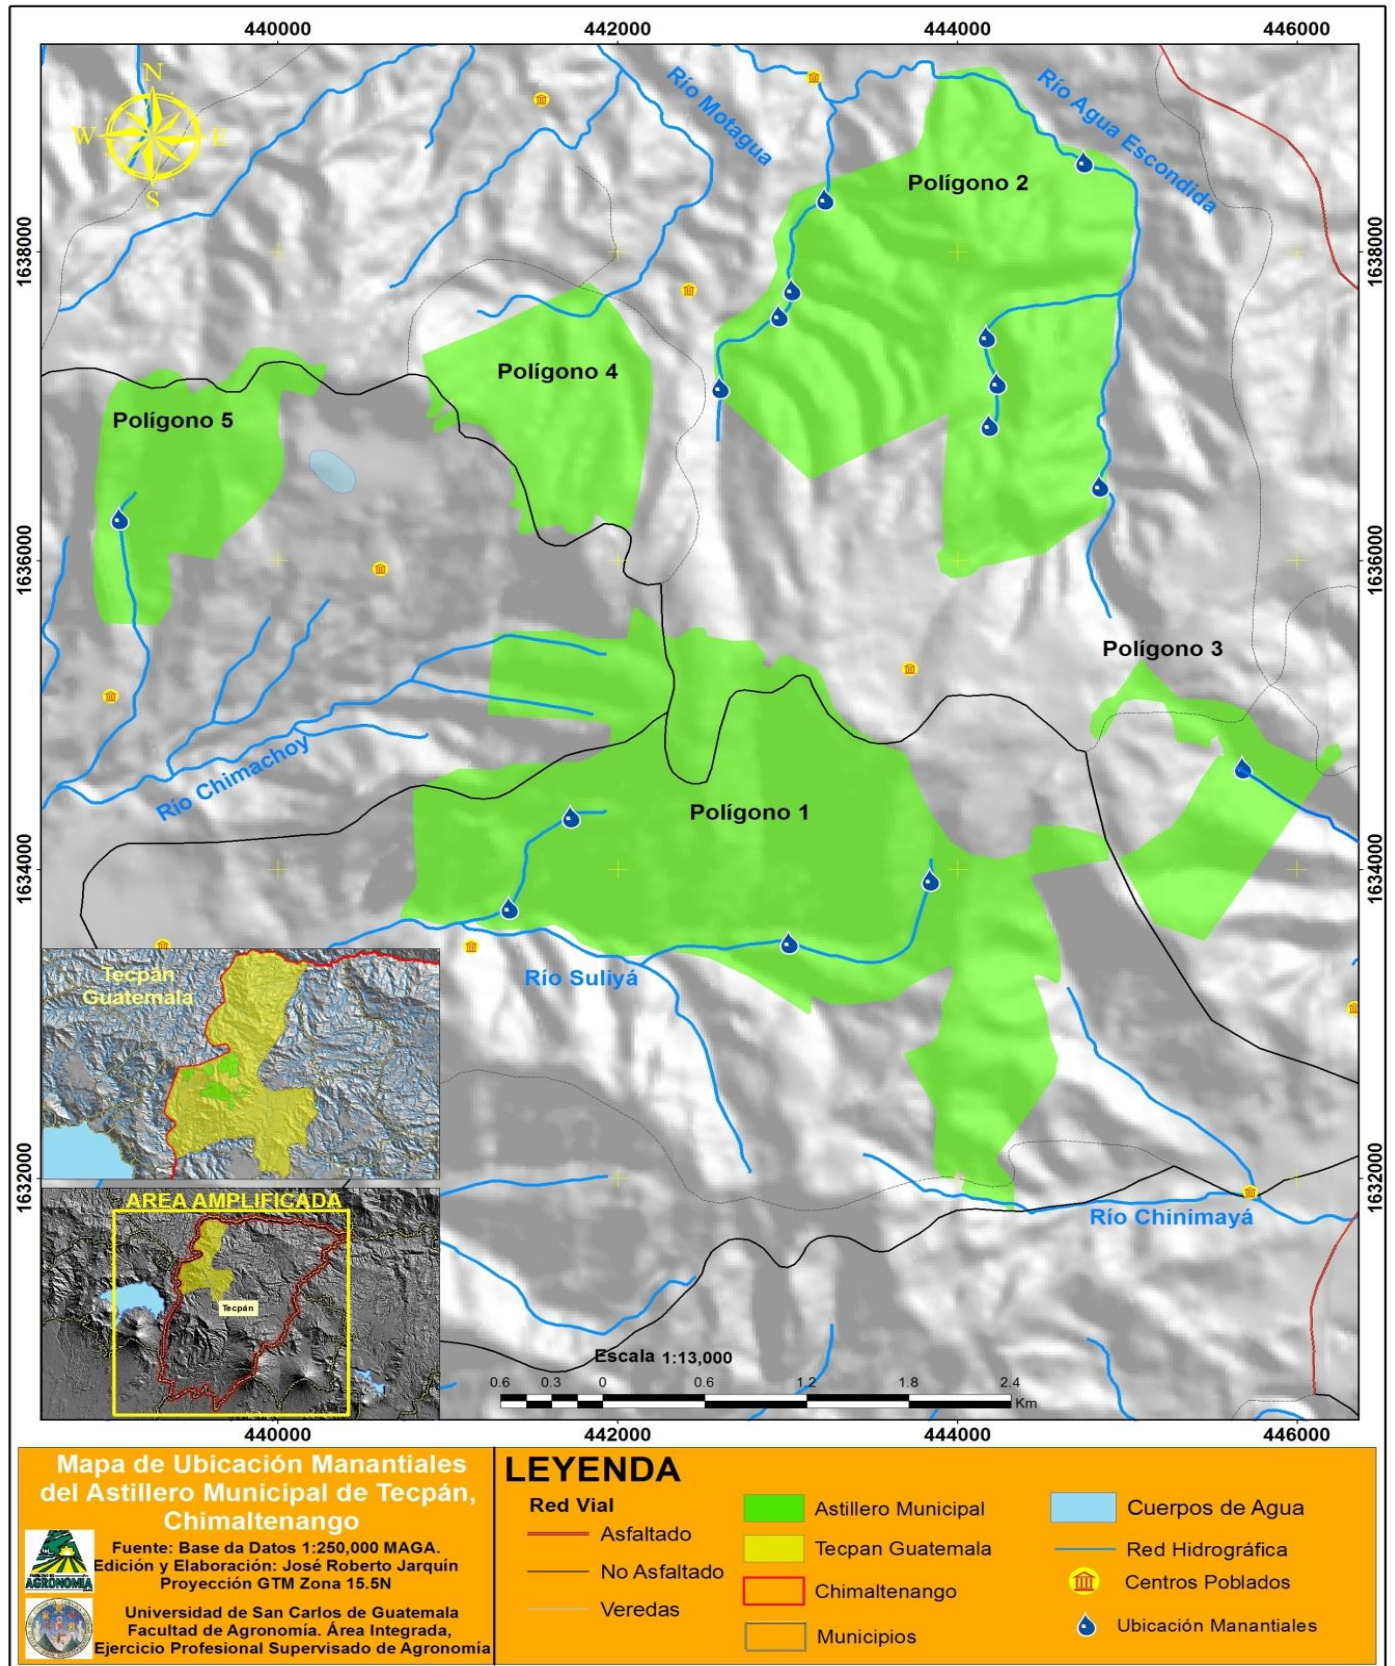 440000
442000
444000
446000
N
W
E
S
1638000
1638000
1636000
1636000
1634000
1634000
1632000
1632000
Río Motagua
Río Agua Escondida
Polígono 2
Polígono 4
Polígono 5
Polígono 3
Río Chimachoy
Polígono 1
Río Suliyá
Río Chinimayá
Tecpán
Guatemala
AREA AMPLIFICADA
Tecpán
Escala 1:13,000
0.6
0.3
0
0.6
1.2
1.8
2.4
Km
440000
442000
444000
446000
Mapa de Ubicación Manantiales
del Astillero Municipal de Tecpán,
Chimaltenango
Fuente: Base da Datos 1:250,000 MAGA.
Edición y Elaboración: José Roberto Jarquín
Proyección GTM Zona 15.5N
AGRONOMIA
Universidad de San Carlos de Guatemala
Facultad de Agronomía. Área Integrada,
Ejercicio Profesional Supervisado de Agronomía
LEYENDA
Red Vial
Asfaltado
No Asfaltado
Veredas
Astillero Municipal
Tecpan Guatemala
Chimaltenango
Municipios
Cuerpos de Agua
Red Hidrográfica
Centros Poblados
Ubicación Manantiales